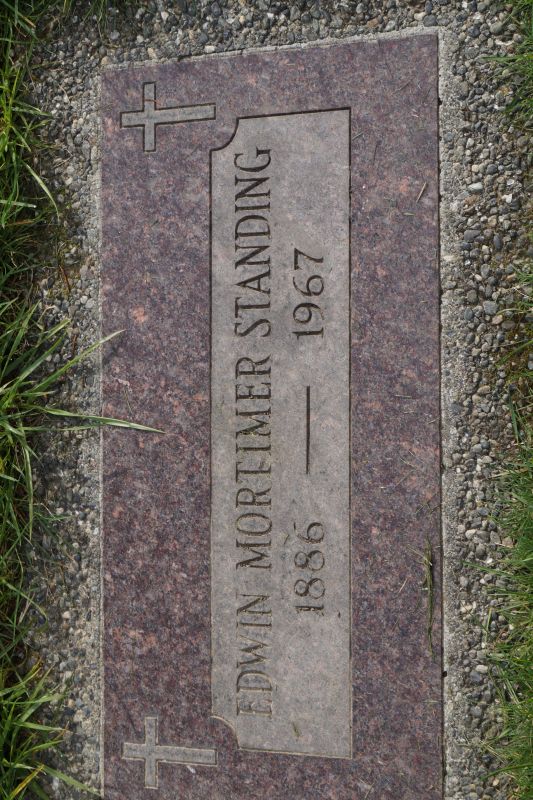 EDWIN MORTIMER STANDING
1886 — 1967